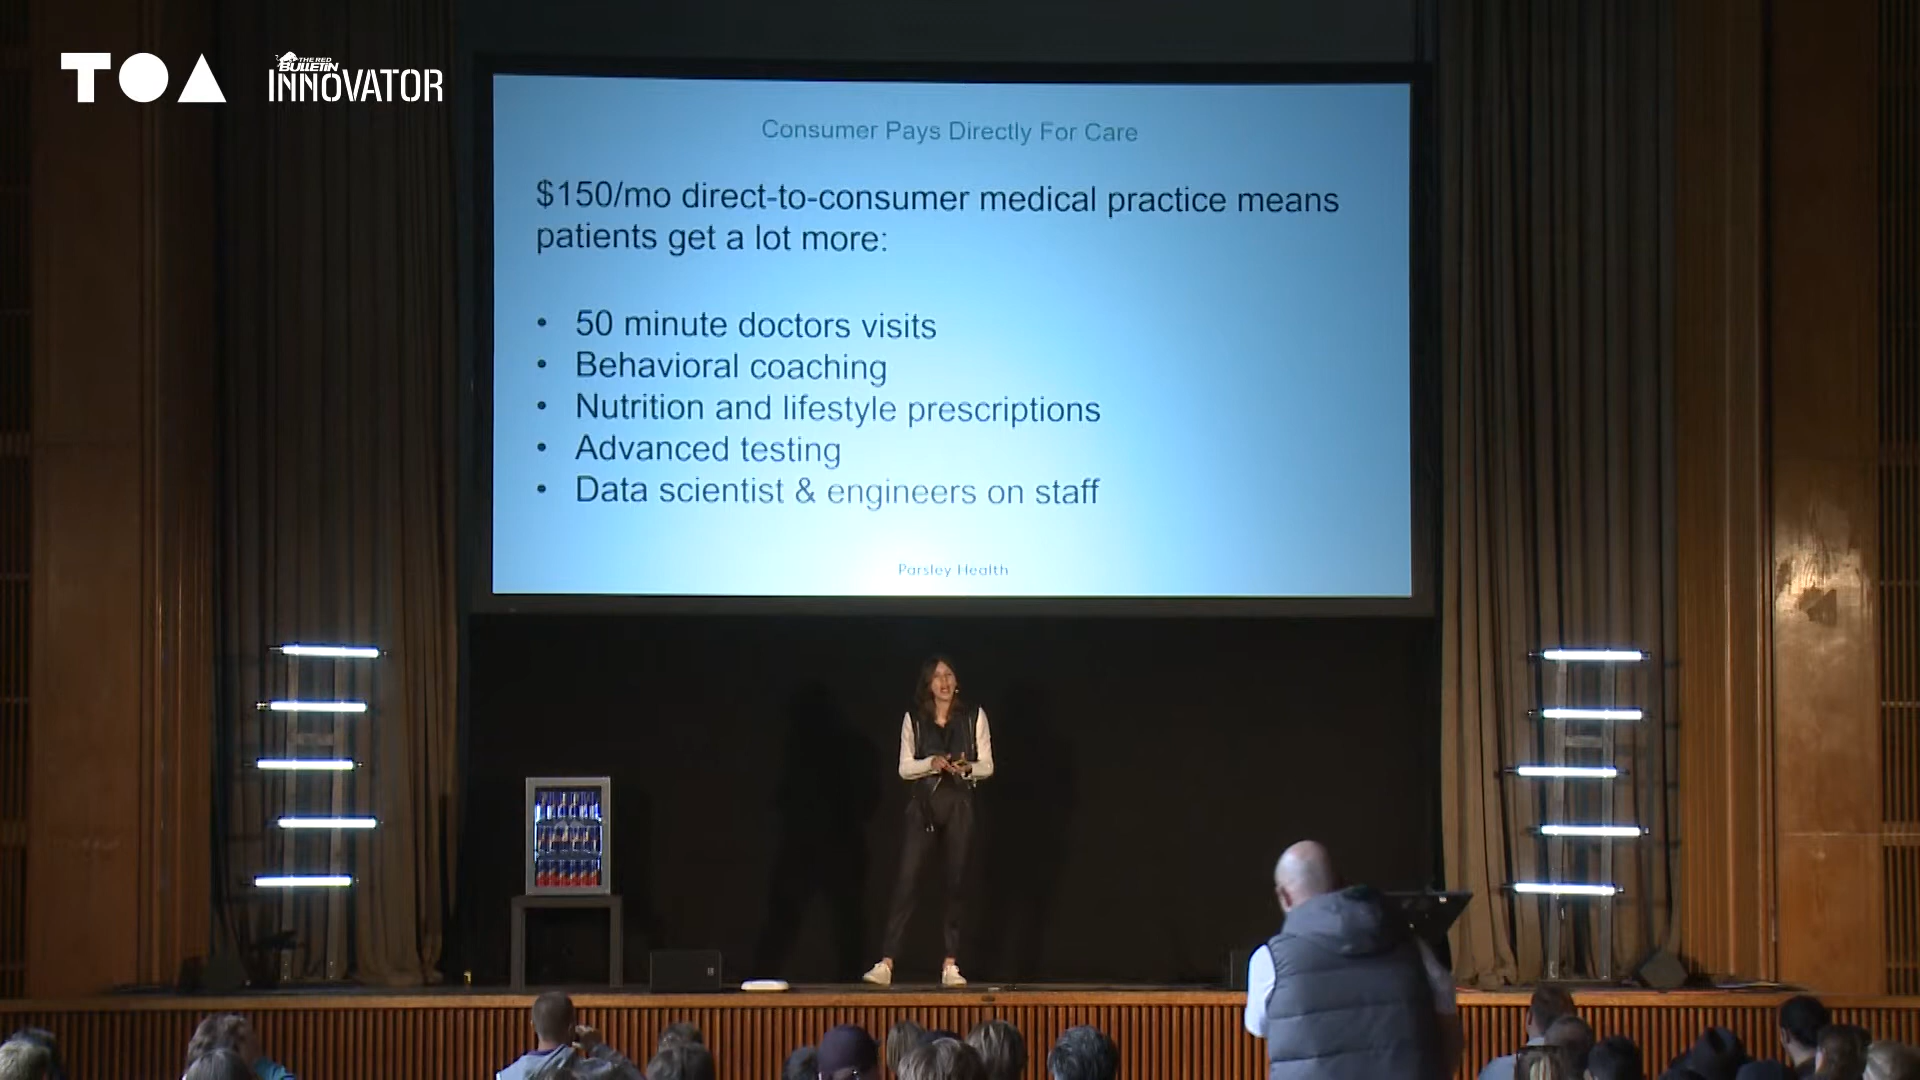 TOA
THE RED
BULLETIN
INNOVATOR
Consumer Pays Directly For Care
$150/mo direct-to-consumer medical practice means
patients get a lot more:
• 50 minute doctors visits
• Behavioral coaching
• Nutrition and lifestyle prescriptions
• Advanced testing
• Data scientist & engineers on staff
Parsley Health